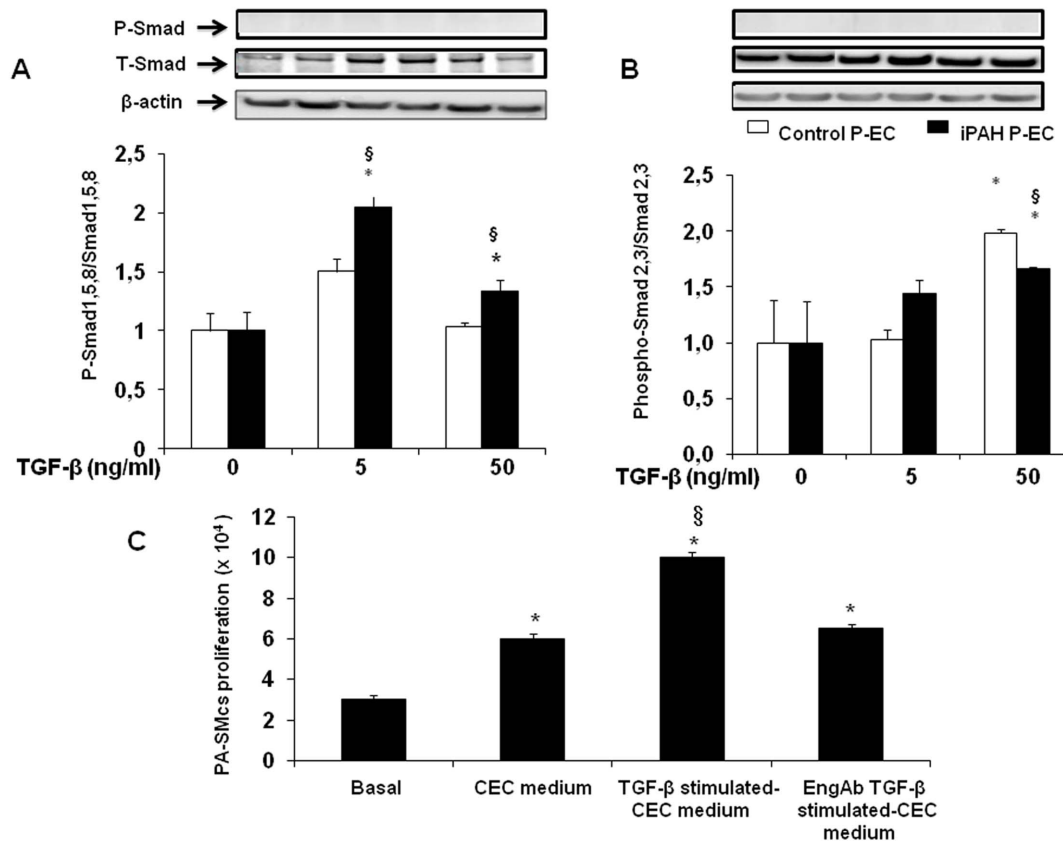 P-Smad
T-Smad
β-actin
A
P-Smad1,5,8/Smad1,5,8
2,5
2
1,5
1
0,5
0
§
*
§
*
TGF-β (ng/ml)
0 5 50
B
Control P-EC iPAH P-EC
Phospho-Smad 2,3/Smad 2,3
2,5
2,0
1,5
1,0
0,5
0,0
*
§
*
TGF-β (ng/ml)
0 5 50
C
PA-SMcs proliferation (x 10⁴)
12
10
8
6
4
2
0
*
§
*
*
Basal
CEC medium
TGF-β stimulated-
CEC medium
EngAb TGF-β
stimulated-CEC
medium